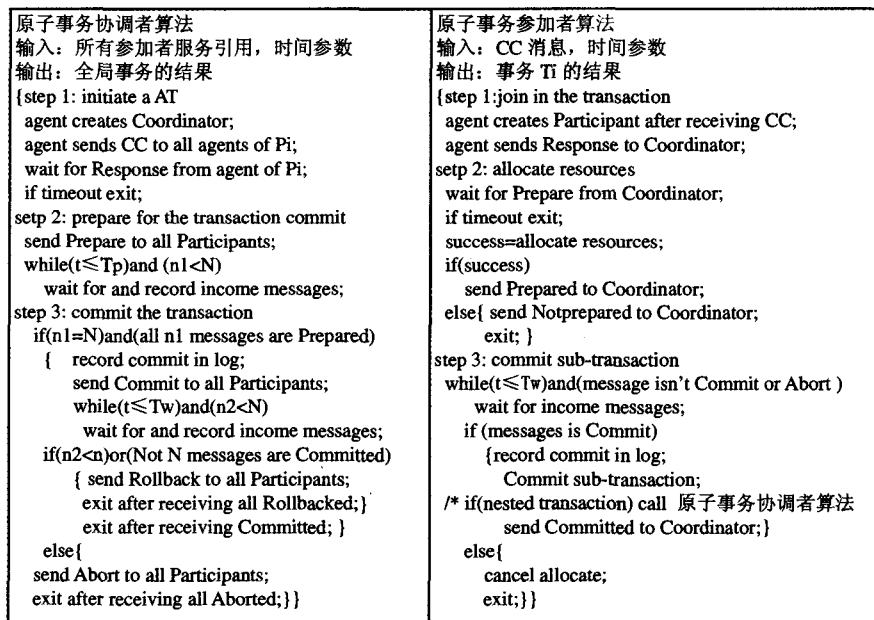 原子事务协调者算法
输入：所有参加者服务引用，时间参数
输出：全局事务的结果
{step 1: initiate a AT
agent creates Coordinator;
agent sends CC to all agents of Pi;
wait for Response from agent of Pi;
if timeout exit;
setp 2: prepare for the transaction commit
send Prepare to all Participants;
while(t≤Tp)and (n1<N)
wait for and record income messages;
step 3: commit the transaction
if(n1=N)and(all n1 messages are Prepared)
{ record commit in log;
send Commit to all Participants;
while(t≤Tw)and(n2<N)
wait for and record income messages;
if(n2<n)or(Not N messages are Committed)
{ send Rollback to all Participants;
exit after receiving all Rollbacked;}
exit after receiving Committed; }
else{
send Abort to all Participants;
exit after receiving all Aborted;}}
原子事务参加者算法
输入：CC 消息，时间参数
输出：事务 Ti 的结果
{step 1:join in the transaction
agent creates Participant after receiving CC;
agent sends Response to Coordinator;
setp 2: allocate resources
wait for Prepare from Coordinator;
if timeout exit;
success=allocate resources;
if(success)
send Prepared to Coordinator;
else{ send Notprepared to Coordinator;
exit; }
step 3: commit sub-transaction
while(t≤Tw)and(message isn't Commit or Abort )
wait for income messages;
if (messages is Commit)
{record commit in log;
Commit sub-transaction;
/* if(nested transaction) call 原子事务协调者算法
send Committed to Coordinator;}
else{
cancel allocate;
exit;}}